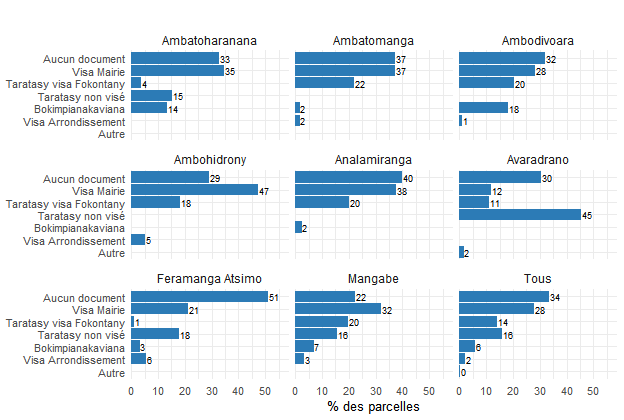 Ambatoharanana Ambatomanga Ambodivoara
Aucun document 33 37 32
Visa Mairie 35 37 28
Taratasy visa Fokontany 4 22 20
Taratasy non visé 15
Bokimpianakaviana 14 2 18
Visa Arrondissement 2 1
Autre
Ambohidrony Analamiranga Avaradrano
Aucun document 29 40 30
Visa Mairie 47 38 12
Taratasy visa Fokontany 18 20 11
Taratasy non visé 45
Bokimpianakaviana 2
Visa Arrondissement 5
Autre 2
Feramanga Atsimo Mangabe Tous
Aucun document 51 22 34
Visa Mairie 21 32 28
Taratasy visa Fokontany 1 20 14
Taratasy non visé 18 16 16
Bokimpianakaviana 3 7 6
Visa Arrondissement 6 3 2
Autre 0
0 10 20 30 40 50 0 10 20 30 40 50 0 10 20 30 40 50
% des parcelles